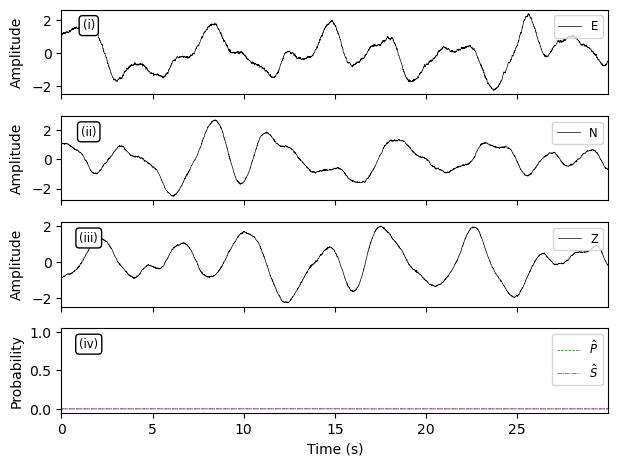 (i)
E
Amplitude
2
0
−2
(ii)
N
Amplitude
2
0
−2
(iii)
Z
Amplitude
2
0
−2
(iv)
P̂
Ŝ
Probability
1.0
0.5
0.0
0 5 10 15 20 25
Time (s)